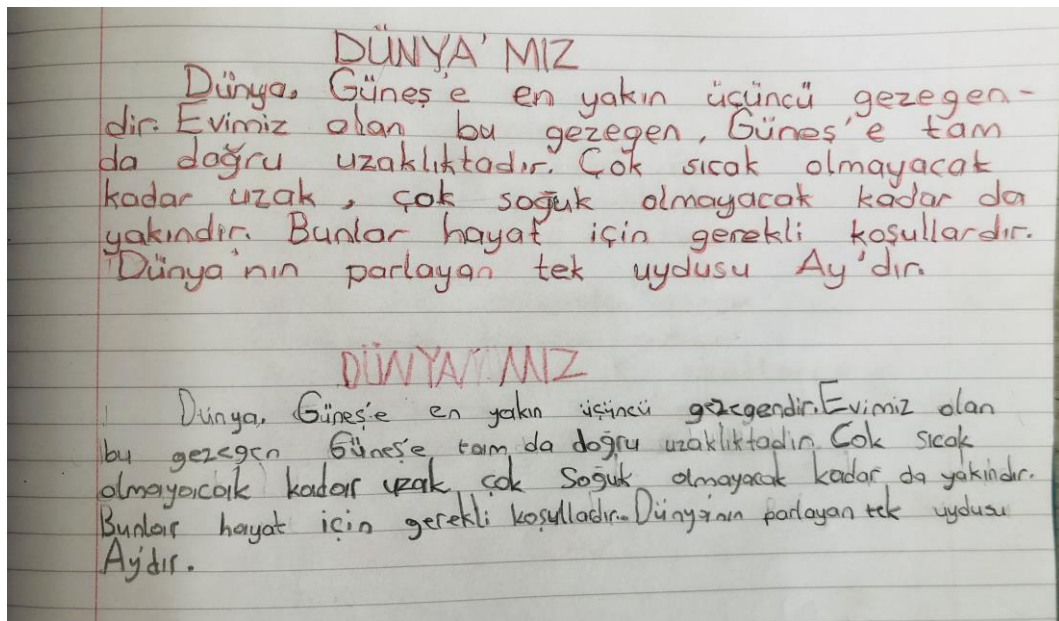 DÜNYA'MIZ
Dünya, Güneş'e en yakın üçüncü gezegen-
dir. Evimiz olan bu gezegen, Güneş'e tam
da doğru uzaklıktadır. Çok sıcak olmayacak
kadar uzak, çok soğuk olmayacak kadar da
yakındır. Bunlar hayat için gerekli koşullardır.
Dünya'nın parlayan tek uydusu Ay'dır.
DÜNYAMIZ
Dünya, Güneş'e en yakın üçüncü gezegendir. Evimiz olan
bu gezegen Güneş'e tam da doğru uzaklıktadır. Çok sıcak
olmayacak kadar uzak, çok soğuk olmayacak kadar da yakındır.
Bunlar hayat için gerekli koşulladır. Dünya'nın parlayan tek uydusu
Ay'dır.